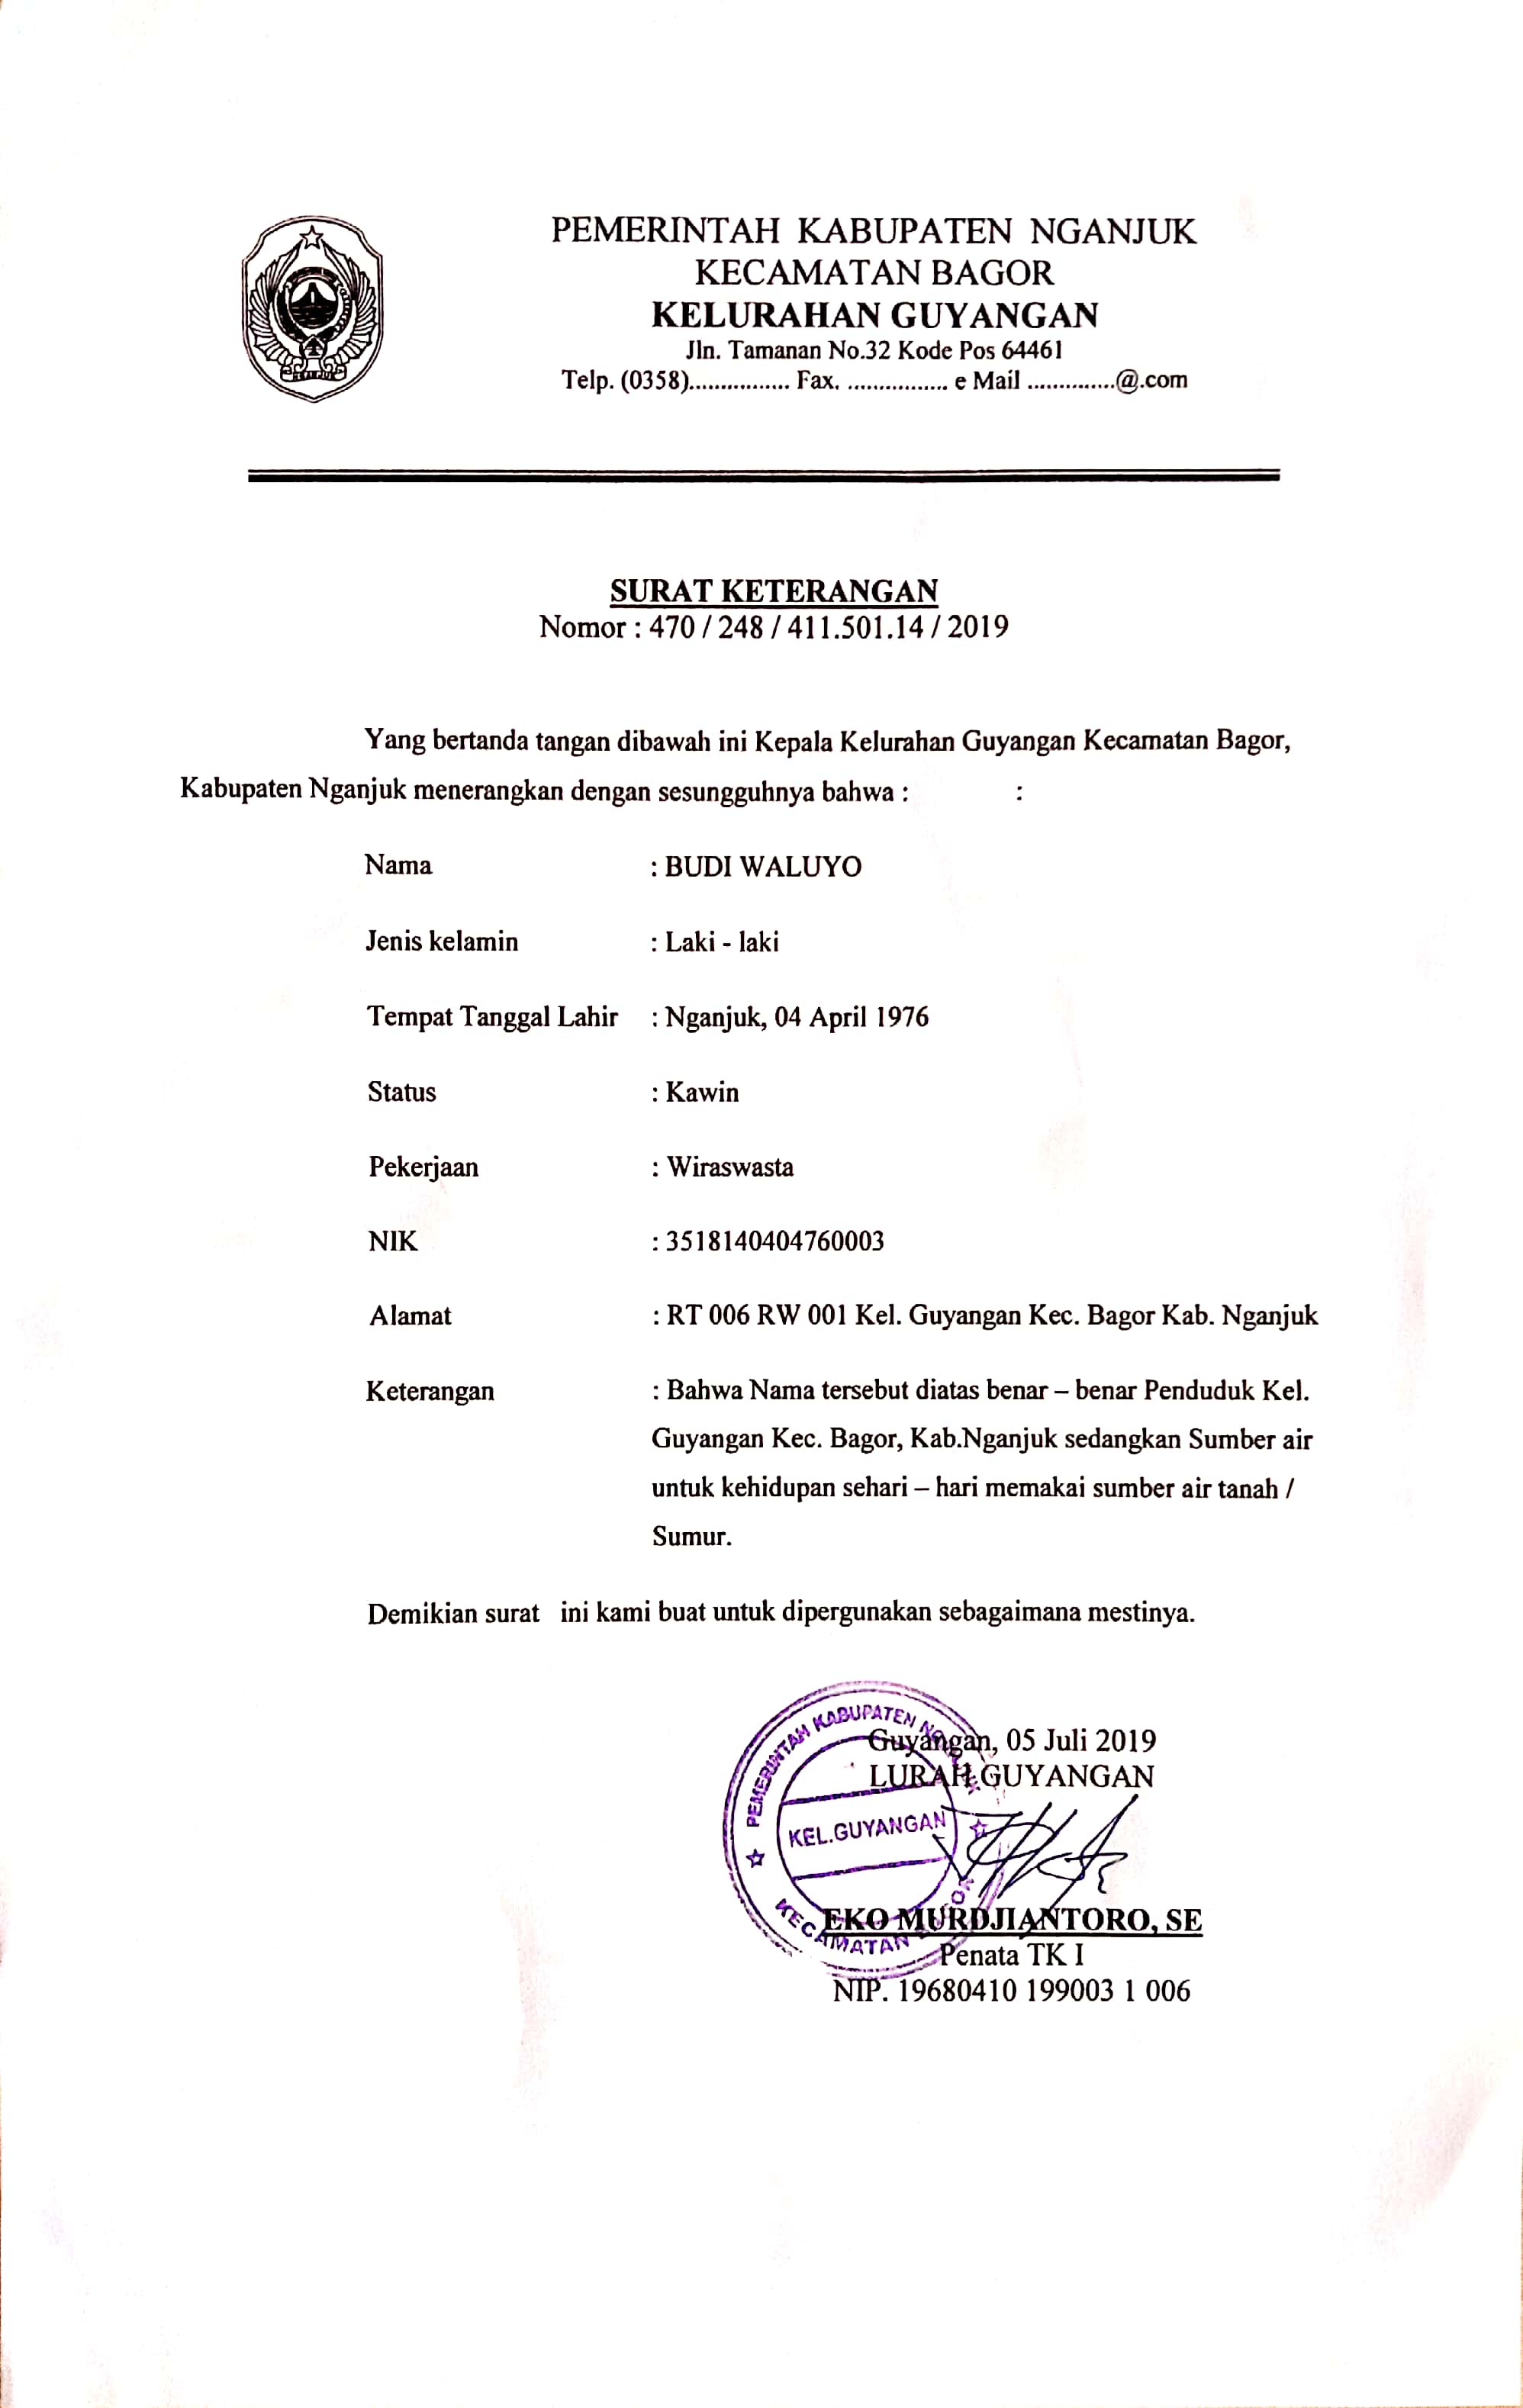 PEMERINTAH KABUPATEN NGANJUK
KECAMATAN BAGOR
KELURAHAN GUYANGAN
Jln. Tamanan No.32 Kode Pos 64461
Telp. (0358)................ Fax. ................ e Mail ..............@.com
NGANJUK
SURAT KETERANGAN
Nomor : 470 / 248 / 411.501.14 / 2019
Yang bertanda tangan dibawah ini Kepala Kelurahan Guyangan Kecamatan Bagor,
Kabupaten Nganjuk menerangkan dengan sesungguhnya bahwa : :
Nama : BUDI WALUYO
Jenis kelamin : Laki - laki
Tempat Tanggal Lahir : Nganjuk, 04 April 1976
Status : Kawin
Pekerjaan : Wiraswasta
NIK : 3518140404760003
Alamat : RT 006 RW 001 Kel. Guyangan Kec. Bagor Kab. Nganjuk
Keterangan : Bahwa Nama tersebut diatas benar – benar Penduduk Kel.
Guyangan Kec. Bagor, Kab.Nganjuk sedangkan Sumber air
untuk kehidupan sehari – hari memakai sumber air tanah /
Sumur.
Demikian surat ini kami buat untuk dipergunakan sebagaimana mestinya.
Guyangan, 05 Juli 2019
LURAH GUYANGAN
PEMERINTAH KABUPATEN NGANJUK
KEL.GUYANGAN
KECAMATAN BAGOR
EKO MURDJIANTORO, SE
Penata TK I
NIP. 19680410 199003 1 006